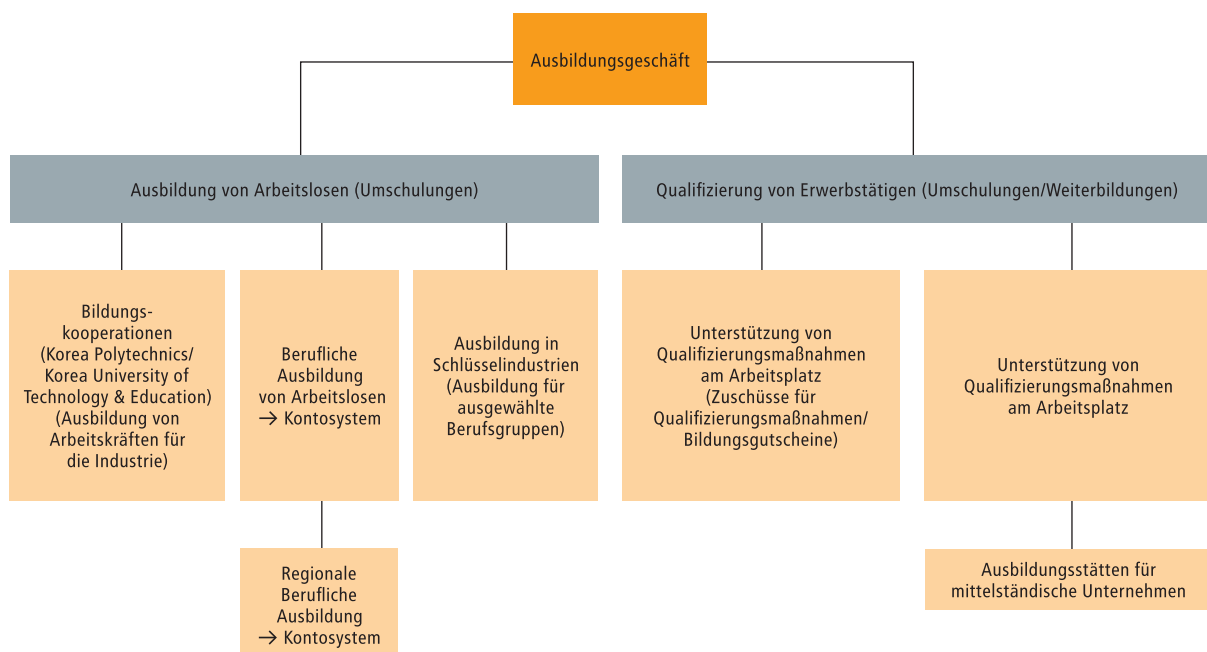 Ausbildungsgeschäft
Ausbildung von Arbeitslosen (Umschulungen)
Qualifizierung von Erwerbstätigen (Umschulungen/Weiterbildungen)
Bildungs-
kooperationen
(Korea Polytechnics/
Korea University of
Technology & Education)
(Ausbildung von
Arbeitskräften für
die Industrie)
Berufliche
Ausbildung
von Arbeitslosen
→ Kontosystem
Ausbildung in
Schlüsselindustrien
(Ausbildung für
ausgewählte
Berufsgruppen)
Unterstützung von
Qualifizierungsmaßnahmen
am Arbeitsplatz
(Zuschüsse für
Qualifizierungsmaßnahmen/
Bildungsgutscheine)
Unterstützung von
Qualifizierungsmaßnahmen
am Arbeitsplatz
Regionale
Berufliche
Ausbildung
→ Kontosystem
Ausbildungsstätten für
mittelständische Unternehmen